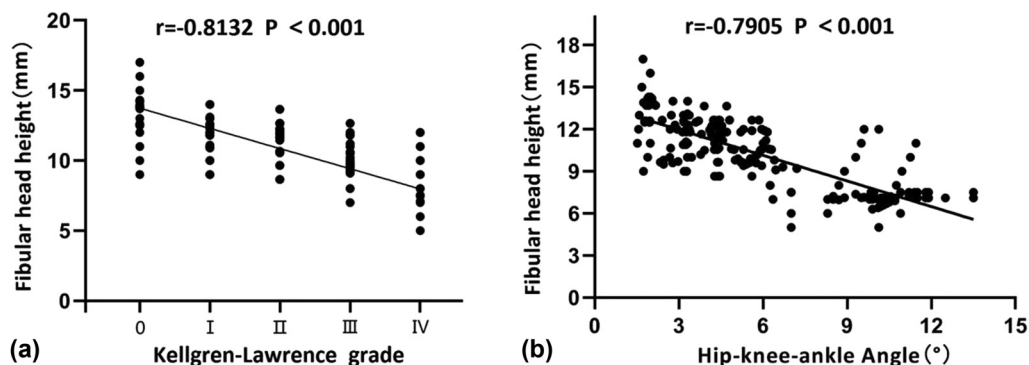 r=-0.8132 P < 0.001
Fibular head height(mm)
20
15
10
5
0
0 I II III IV
Kellgren-Lawrence grade
(a)
r=-0.7905 P < 0.001
Fibular head height(mm)
18
15
12
9
6
3
0
0 3 6 9 12 15
Hip-knee-ankle Angle(°)
(b)